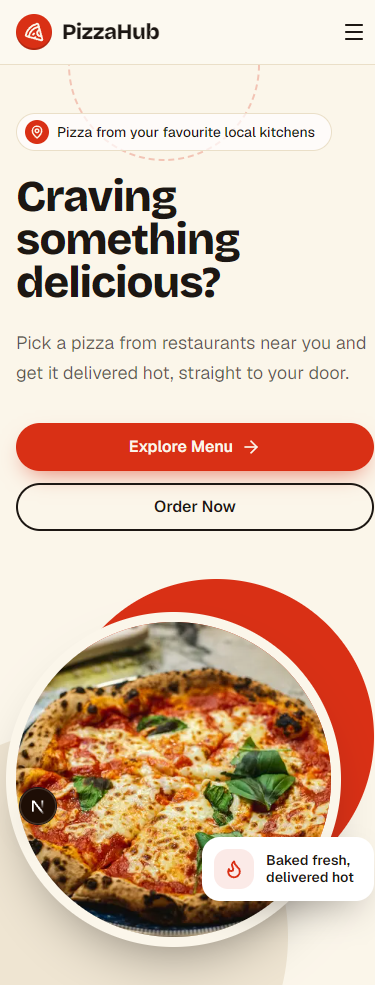 PizzaHub
Pizza from your favourite local kitchens
Craving
something
delicious?
Pick a pizza from restaurants near you and
get it delivered hot, straight to your door.
Explore Menu
Order Now
N
Baked fresh,
delivered hot